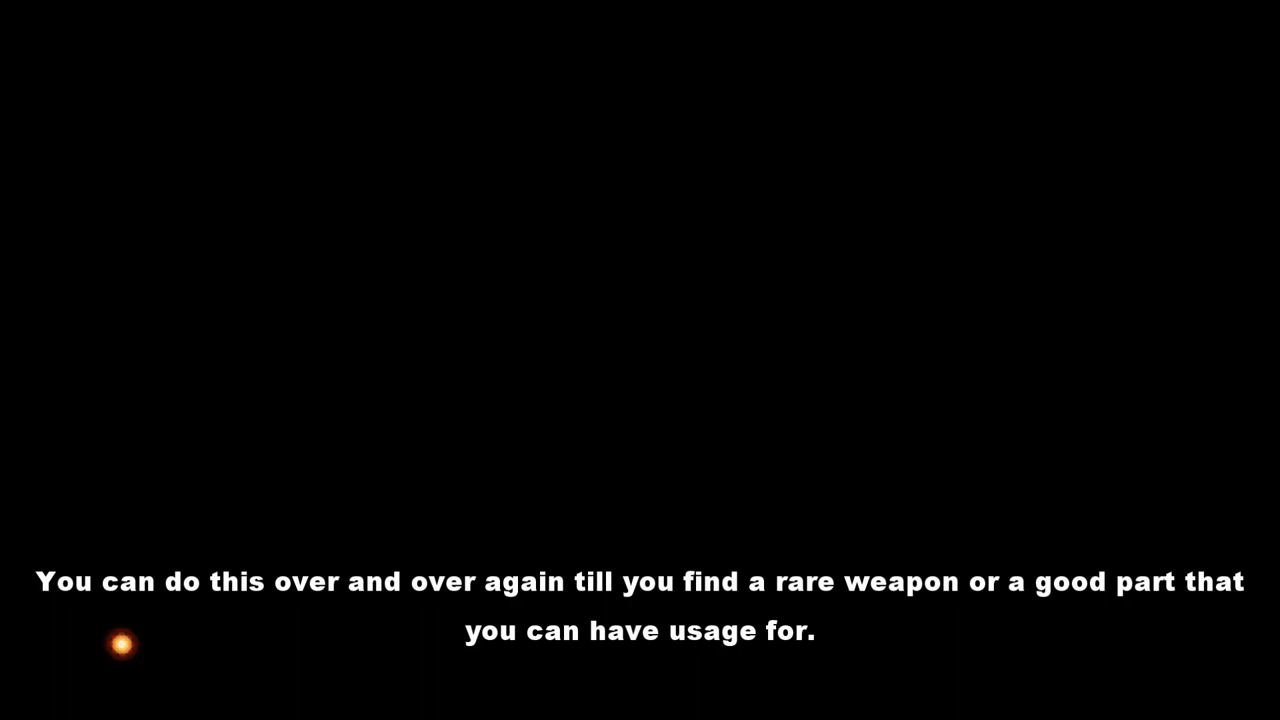 You can do this over and over again till you find a rare weapon or a good part that
you can have usage for.